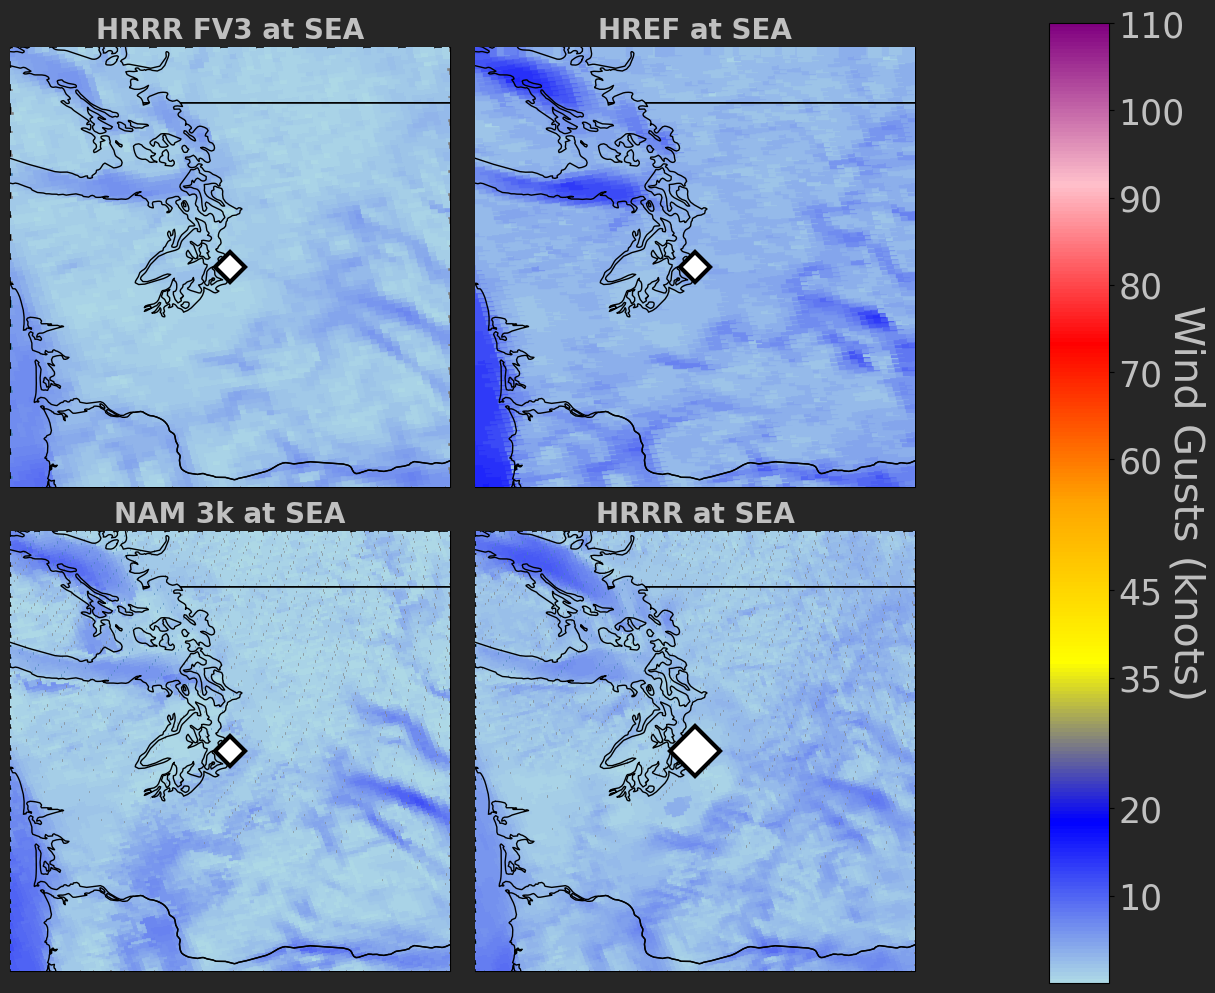 HRRR FV3 at SEA
HREF at SEA
NAM 3k at SEA
HRRR at SEA
110
100
90
80
70
60
45
35
20
10
Wind Gusts (knots)